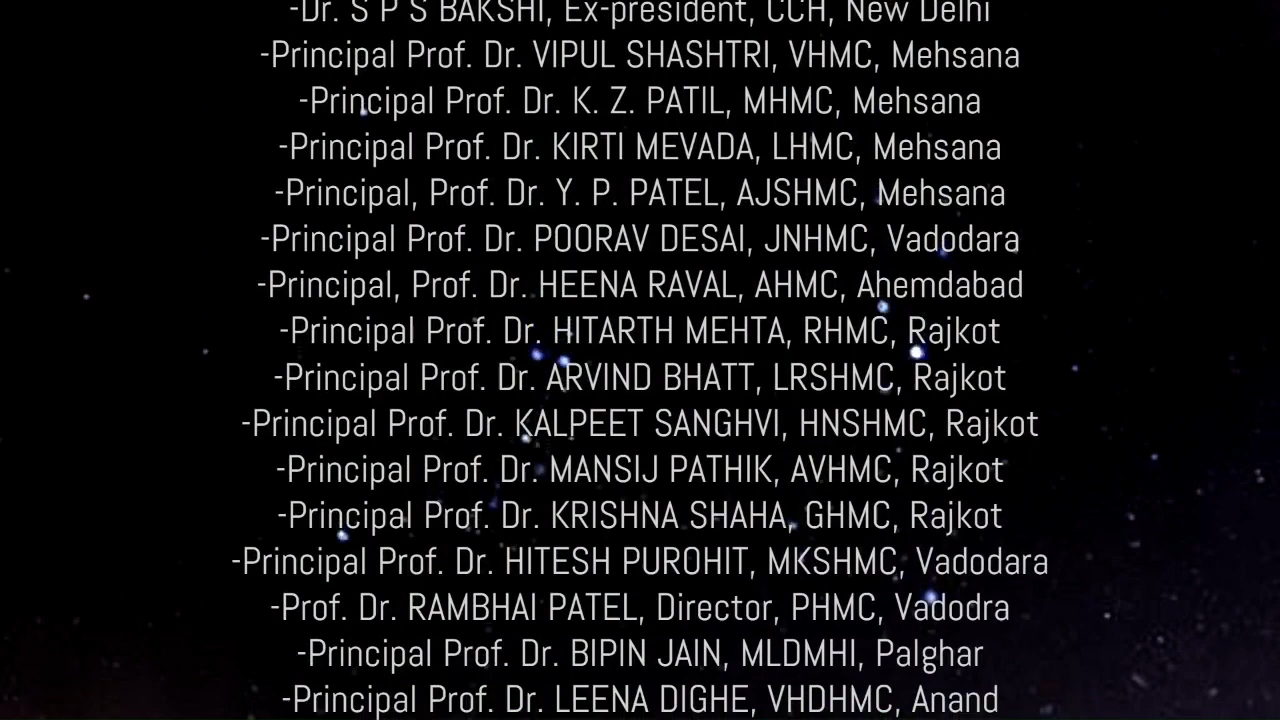 -Dr. S P S BAKSHI, Ex-president, CCH, New Delhi
-Principal Prof. Dr. VIPUL SHASHTRI, VHMC, Mehsana
-Principal Prof. Dr. K. Z. PATIL, MHMC, Mehsana
-Principal Prof. Dr. KIRTI MEVADA, LHMC, Mehsana
-Principal, Prof. Dr. Y. P. PATEL, AJSHMC, Mehsana
-Principal Prof. Dr. POORAV DESAI, JNHMC, Vadodara
-Principal, Prof. Dr. HEENA RAVAL, AHMC, Ahemdabad
-Principal Prof. Dr. HITARTH MEHTA, RHMC, Rajkot
-Principal Prof. Dr. ARVIND BHATT, LRSHMC, Rajkot
-Principal Prof. Dr. KALPEET SANGHVI, HNSHMC, Rajkot
-Principal Prof. Dr. MANSIJ PATHIK, AVHMC, Rajkot
-Principal Prof. Dr. KRISHNA SHAHA, GHMC, Rajkot
-Principal Prof. Dr. HITESH PUROHIT, MKSHMC, Vadodara
-Prof. Dr. RAMBHAI PATEL, Director, PHMC, Vadodra
-Principal Prof. Dr. BIPIN JAIN, MLDMHI, Palghar
-Principal Prof. Dr. LEENA DIGHE, VHDHMC, Anand